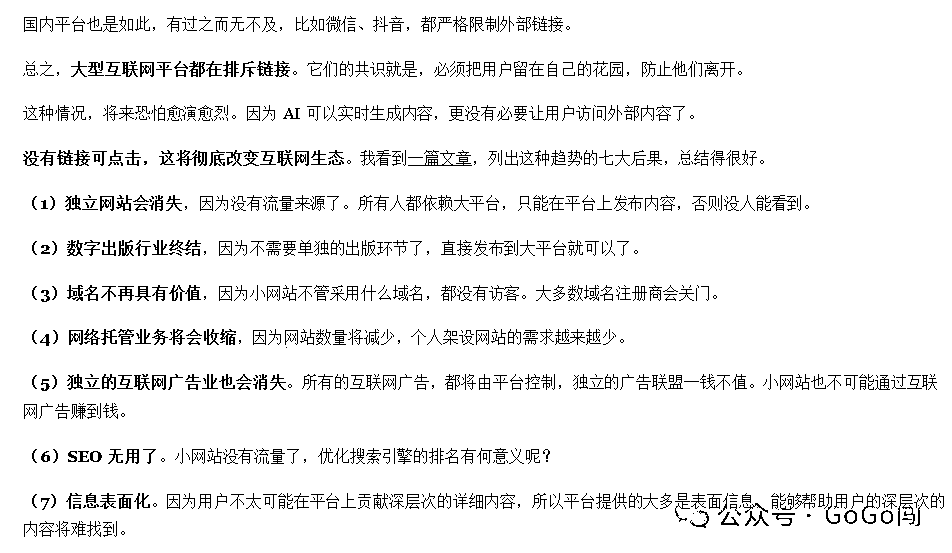 国内平台也是如此，有过之而无不及，比如微信、抖音，都严格限制外部链接。
总之，大型互联网平台都在排斥链接。它们的共识就是，必须把用户留在自己的花园，防止他们离开。
这种情况，将来恐怕愈演愈烈。因为 AI 可以实时生成内容，更没有必要让用户访问外部内容了。
没有链接可点击，这将彻底改变互联网生态。我看到一篇文章，列出这种趋势的七大后果，总结得很好。
（1）独立网站会消失，因为没有流量来源了。所有人都依赖大平台，只能在平台上发布内容，否则没人能看到。
（2）数字出版行业终结，因为不需要单独的出版环节了，直接发布到大平台就可以了。
（3）域名不再具有价值，因为小网站不管采用什么域名，都没有访客。大多数域名注册商会关门。
（4）网络托管业务将会收缩，因为网站数量将减少，个人架设网站的需求越来越少。
（5）独立的互联网广告业也会消失。所有的互联网广告，都将由平台控制，独立的广告联盟一钱不值。小网站也不可能通过互联
网广告赚到钱。
（6）SEO 无用了。小网站没有流量了，优化搜索引擎的排名有何意义呢？
（7）信息表面化。因为用户不太可能在平台上贡献深层次的详细内容，所以平台提供的大多是表面信息，能够帮助用户的深层次的
内容将难找到。
公众号 · GoGo闯